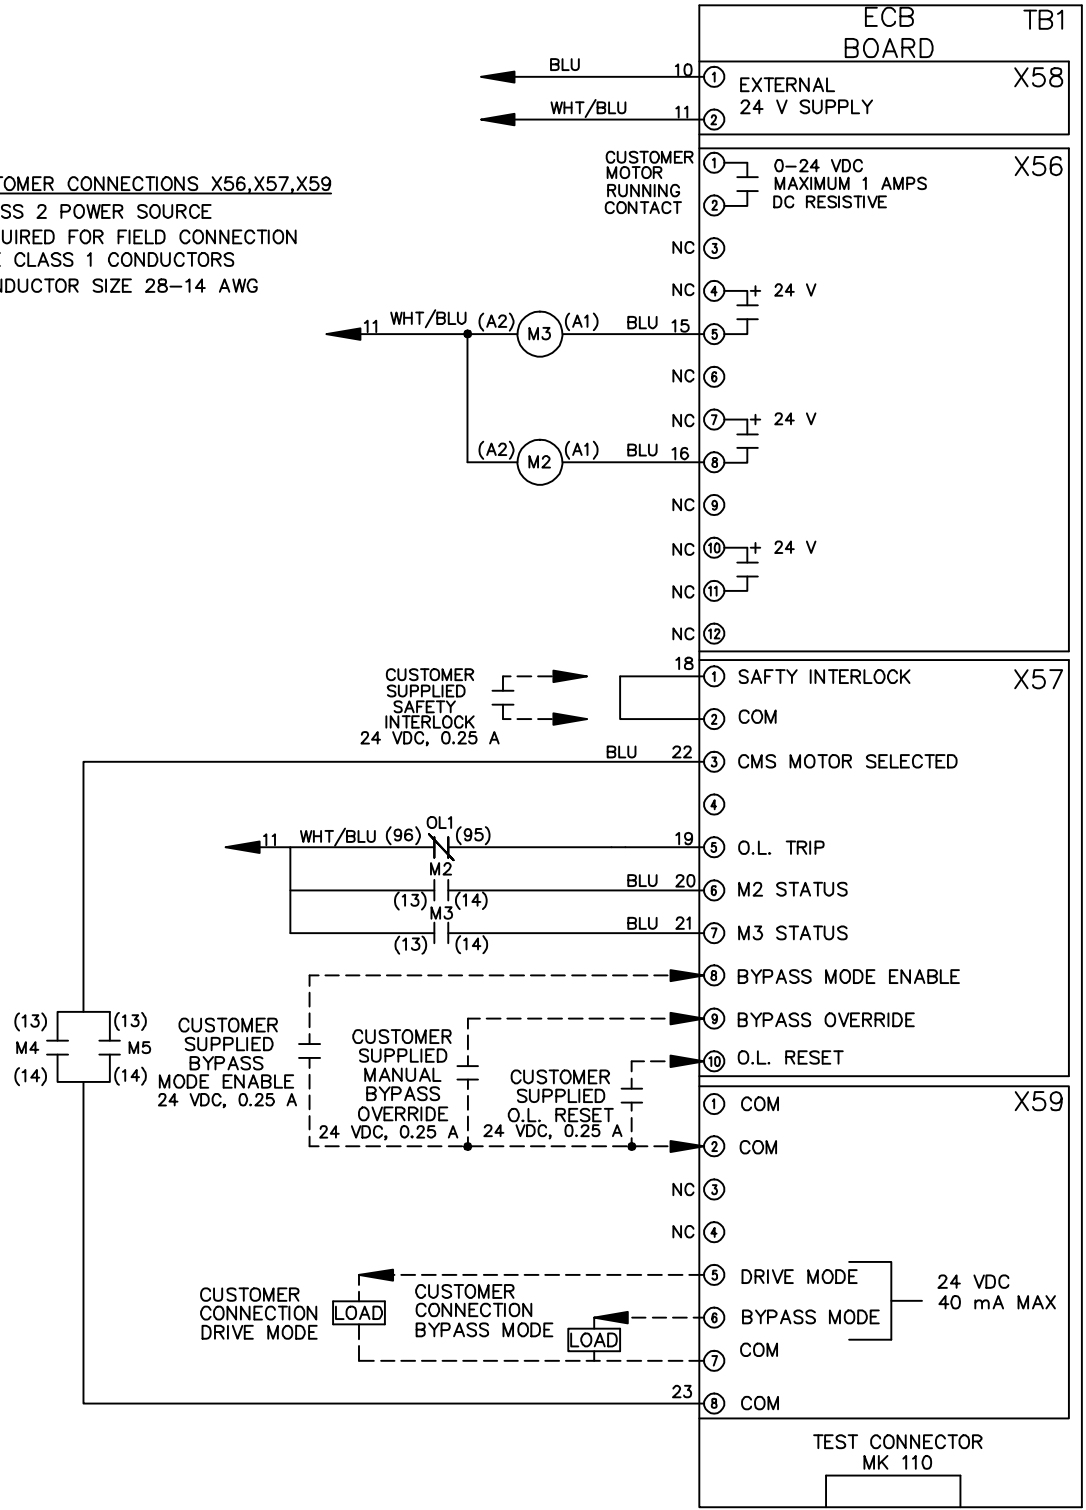 ECB
BOARD
TB1
X58
BLU 10 1
EXTERNAL
24 V SUPPLY
WHT/BLU 11 2
X56
CUSTOMER
MOTOR
RUNNING
CONTACT
1
2
0-24 VDC
MAXIMUM 1 AMPS
DC RESISTIVE
TOMER CONNECTIONS X56,X57,X59
SS 2 POWER SOURCE
UIRED FOR FIELD CONNECTION
E CLASS 1 CONDUCTORS
NDUCTOR SIZE 28-14 AWG
NC 3
NC 4 + 24 V
11 WHT/BLU (A2) M3 (A1) BLU 15 5
NC 6
NC 7 + 24 V
(A2) M2 (A1) BLU 16 8
NC 9
NC 10 + 24 V
NC 11
NC 12
X57
18 1 SAFTY INTERLOCK
2 COM
CUSTOMER
SUPPLIED
SAFETY
INTERLOCK
24 VDC, 0.25 A
BLU 22 3 CMS MOTOR SELECTED
4
OL1
11 WHT/BLU (96) (95) 19 5 O.L. TRIP
M2
(13) (14) BLU 20 6 M2 STATUS
M3
(13) (14) BLU 21 7 M3 STATUS
8 BYPASS MODE ENABLE
9 BYPASS OVERRIDE
10 O.L. RESET
(13) (13)
M4 M5
(14) (14)
CUSTOMER
SUPPLIED
BYPASS
MODE ENABLE
24 VDC, 0.25 A
CUSTOMER
SUPPLIED
MANUAL
BYPASS
OVERRIDE
24 VDC, 0.25 A
CUSTOMER
SUPPLIED
O.L. RESET
24 VDC, 0.25 A
X59
1 COM
2 COM
NC 3
NC 4
5 DRIVE MODE
6 BYPASS MODE
24 VDC
40 mA MAX
7 COM
CUSTOMER
CONNECTION
DRIVE MODE
LOAD
CUSTOMER
CONNECTION
BYPASS MODE
LOAD
23 8 COM
TEST CONNECTOR
MK 110